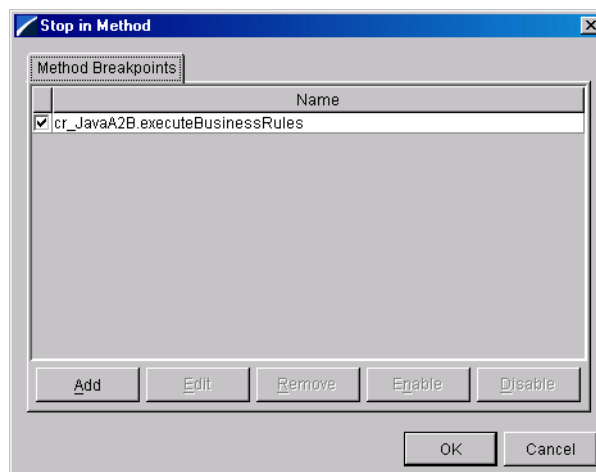 Stop in Method
Method Breakpoints
Name
cr_JavaA2B.executeBusinessRules
Add Edit Remove Enable Disable
OK Cancel